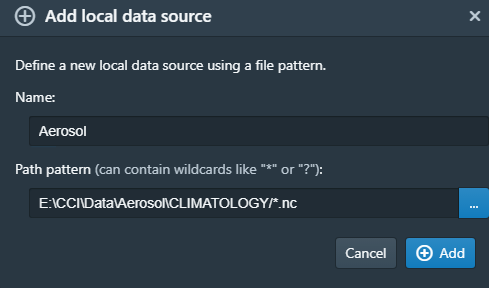 Add local data source
Define a new local data source using a file pattern.
Name:
Aerosol
Path pattern (can contain wildcards like "*" or "?"):
E:\CCI\Data\Aerosol\CLIMATOLOGY/*.nc
...
Cancel
Add